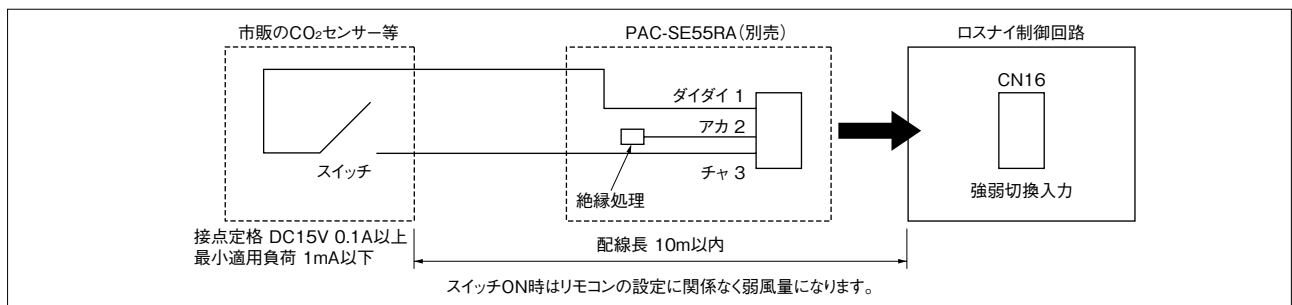 市販のCO₂センサー等
PAC-SE55RA（別売）
ロスナイ制御回路
CN16
ダイダイ 1
アカ 2
チャ 3
スイッチ
絶縁処理
強弱切換入力
接点定格 DC15V 0.1A以上
最小適用負荷 1mA以下
配線長 10m以内
スイッチON時はリモコンの設定に関係なく弱風量になります。